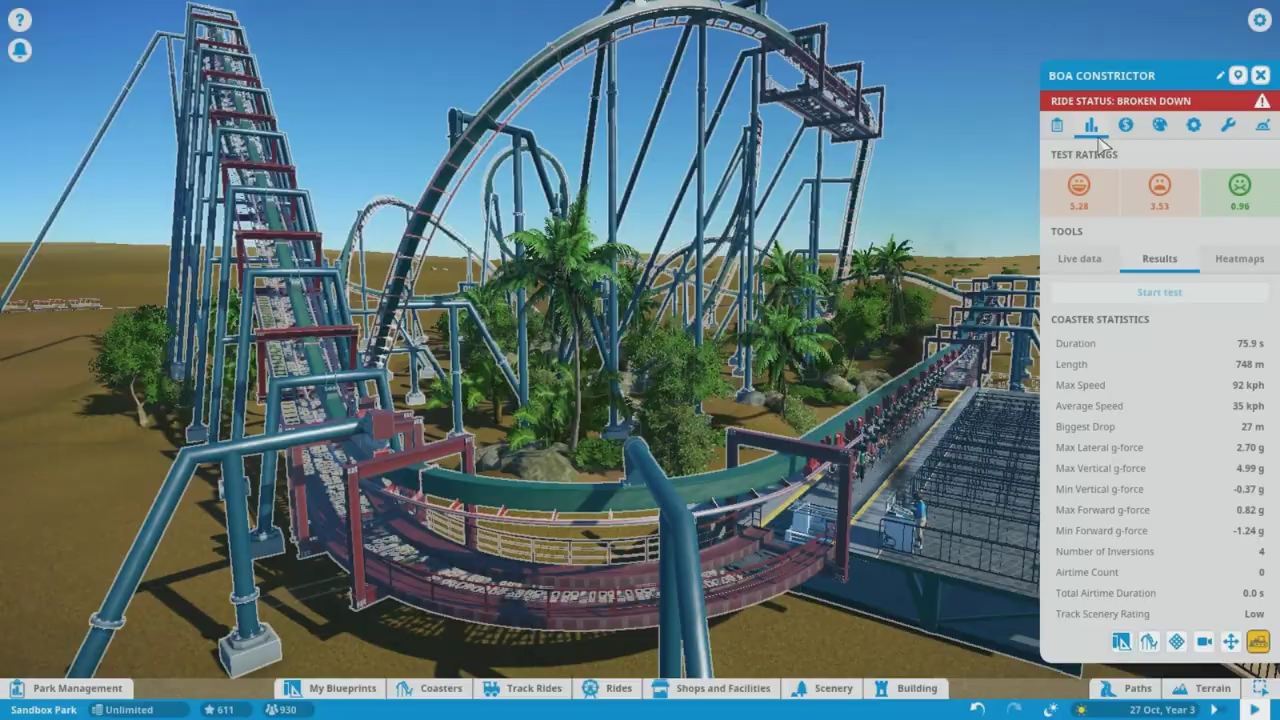 ?
BOA CONSTRICTOR
RIDE STATUS: BROKEN DOWN
TEST RATINGS
5.28 3.53 0.96
TOOLS
Live data Results Heatmaps
Start test
COASTER STATISTICS
Duration 75.9 s
Length 748 m
Max Speed 92 kph
Average Speed 35 kph
Biggest Drop 27 m
Max Lateral g-force 2.70 g
Max Vertical g-force 4.99 g
Min Vertical g-force -0.37 g
Max Forward g-force 0.82 g
Min Forward g-force -1.24 g
Number of Inversions 4
Airtime Count 0
Total Airtime Duration 0.0 s
Track Scenery Rating Low
Park Management My Blueprints Coasters Track Rides Rides Shops and Facilities Scenery Building Paths Terrain
Sandbox Park Unlimited 611 930 27 Oct, Year 3